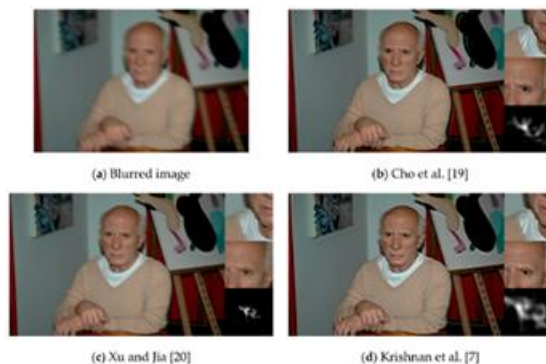 (a) Blurred image
(b) Cho et al. [19]
(c) Xu and Jia [20]
(d) Krishnan et al. [7]